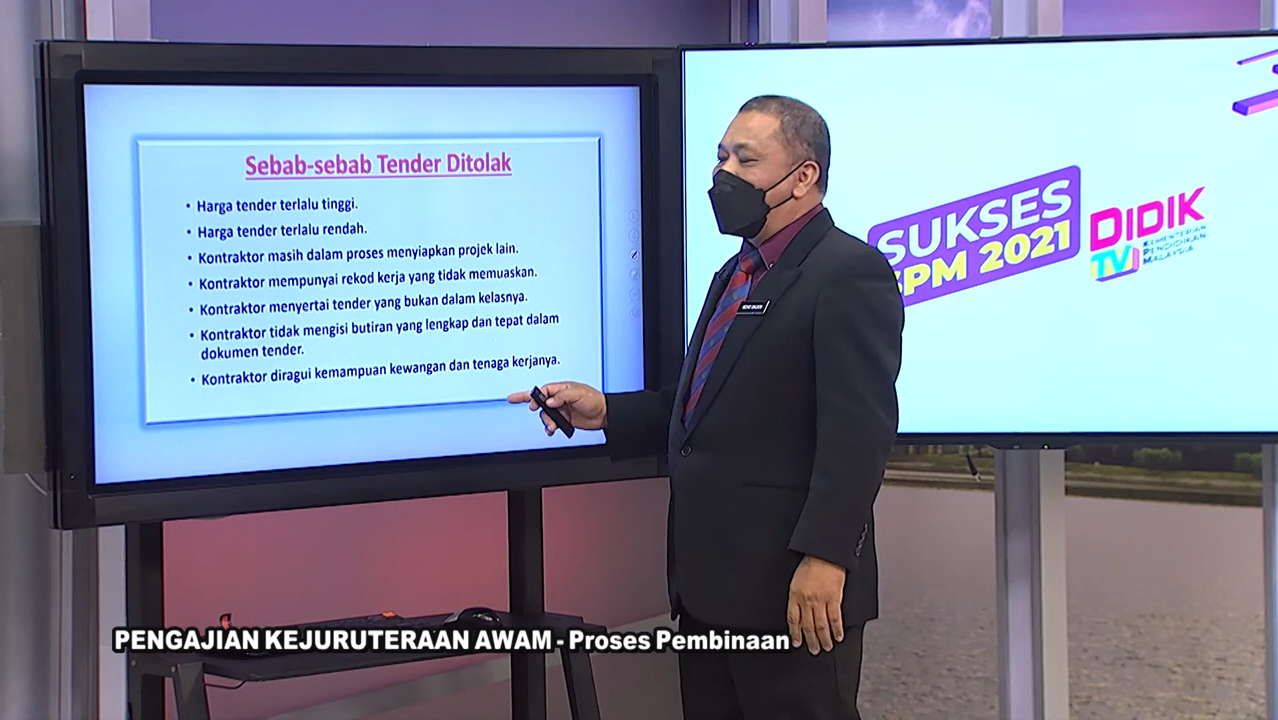 Sebab-sebab Tender Ditolak
• Harga tender terlalu tinggi.
• Harga tender terlalu rendah.
• Kontraktor masih dalam proses menyiapkan projek lain.
• Kontraktor mempunyai rekod kerja yang tidak memuaskan.
• Kontraktor menyertai tender yang bukan dalam kelasnya.
• Kontraktor tidak mengisi butiran yang lengkap dan tepat dalam
dokumen tender.
• Kontraktor diragui kemampuan kewangan dan tenaga kerjanya.
SUKSES
SPM 2021
DIDIK
TV
KEMENTERIAN
PENDIDIKAN
MALAYSIA
PENGAJIAN KEJURUTERAAN AWAM - Proses Pembinaan